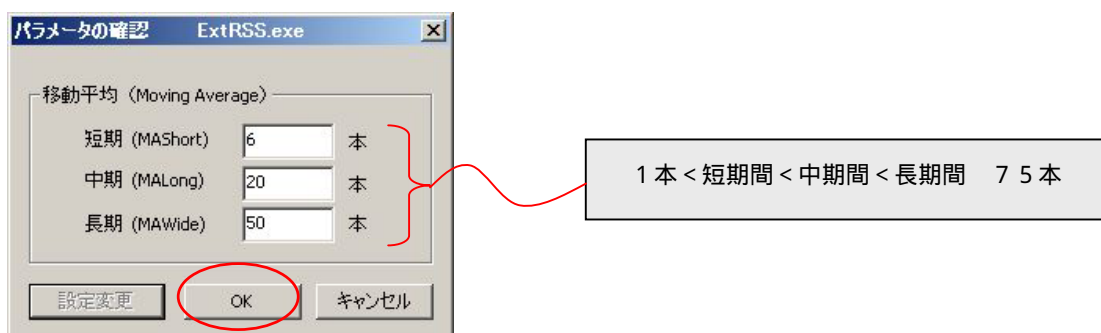 パラメータの確認 ExtRSS.exe
移動平均 (Moving Average)
短期 (MAShort) 6 本
中期 (MALong) 20 本
長期 (MAWide) 50 本
設定変更 OK キャンセル
1本<短期間<中期間<長期間 75本